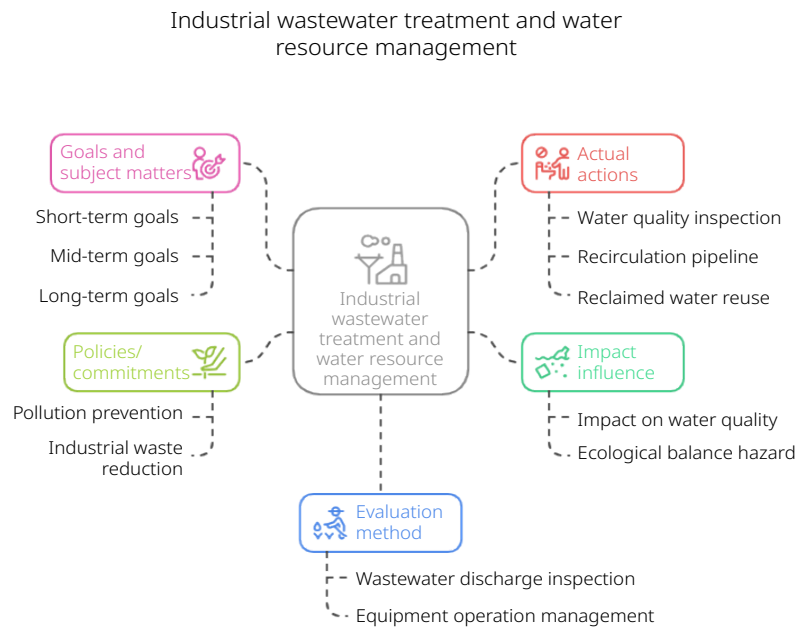 Industrial wastewater treatment and water
resource management
Goals and
subject matters
Short-term goals
Mid-term goals
Long-term goals
Policies/
commitments
Pollution prevention
Industrial waste
reduction
Industrial
wastewater
treatment and
water resource
management
Actual
actions
Water quality inspection
Recirculation pipeline
Reclaimed water reuse
Impact
influence
Impact on water quality
Ecological balance hazard
Evaluation
method
Wastewater discharge inspection
Equipment operation management